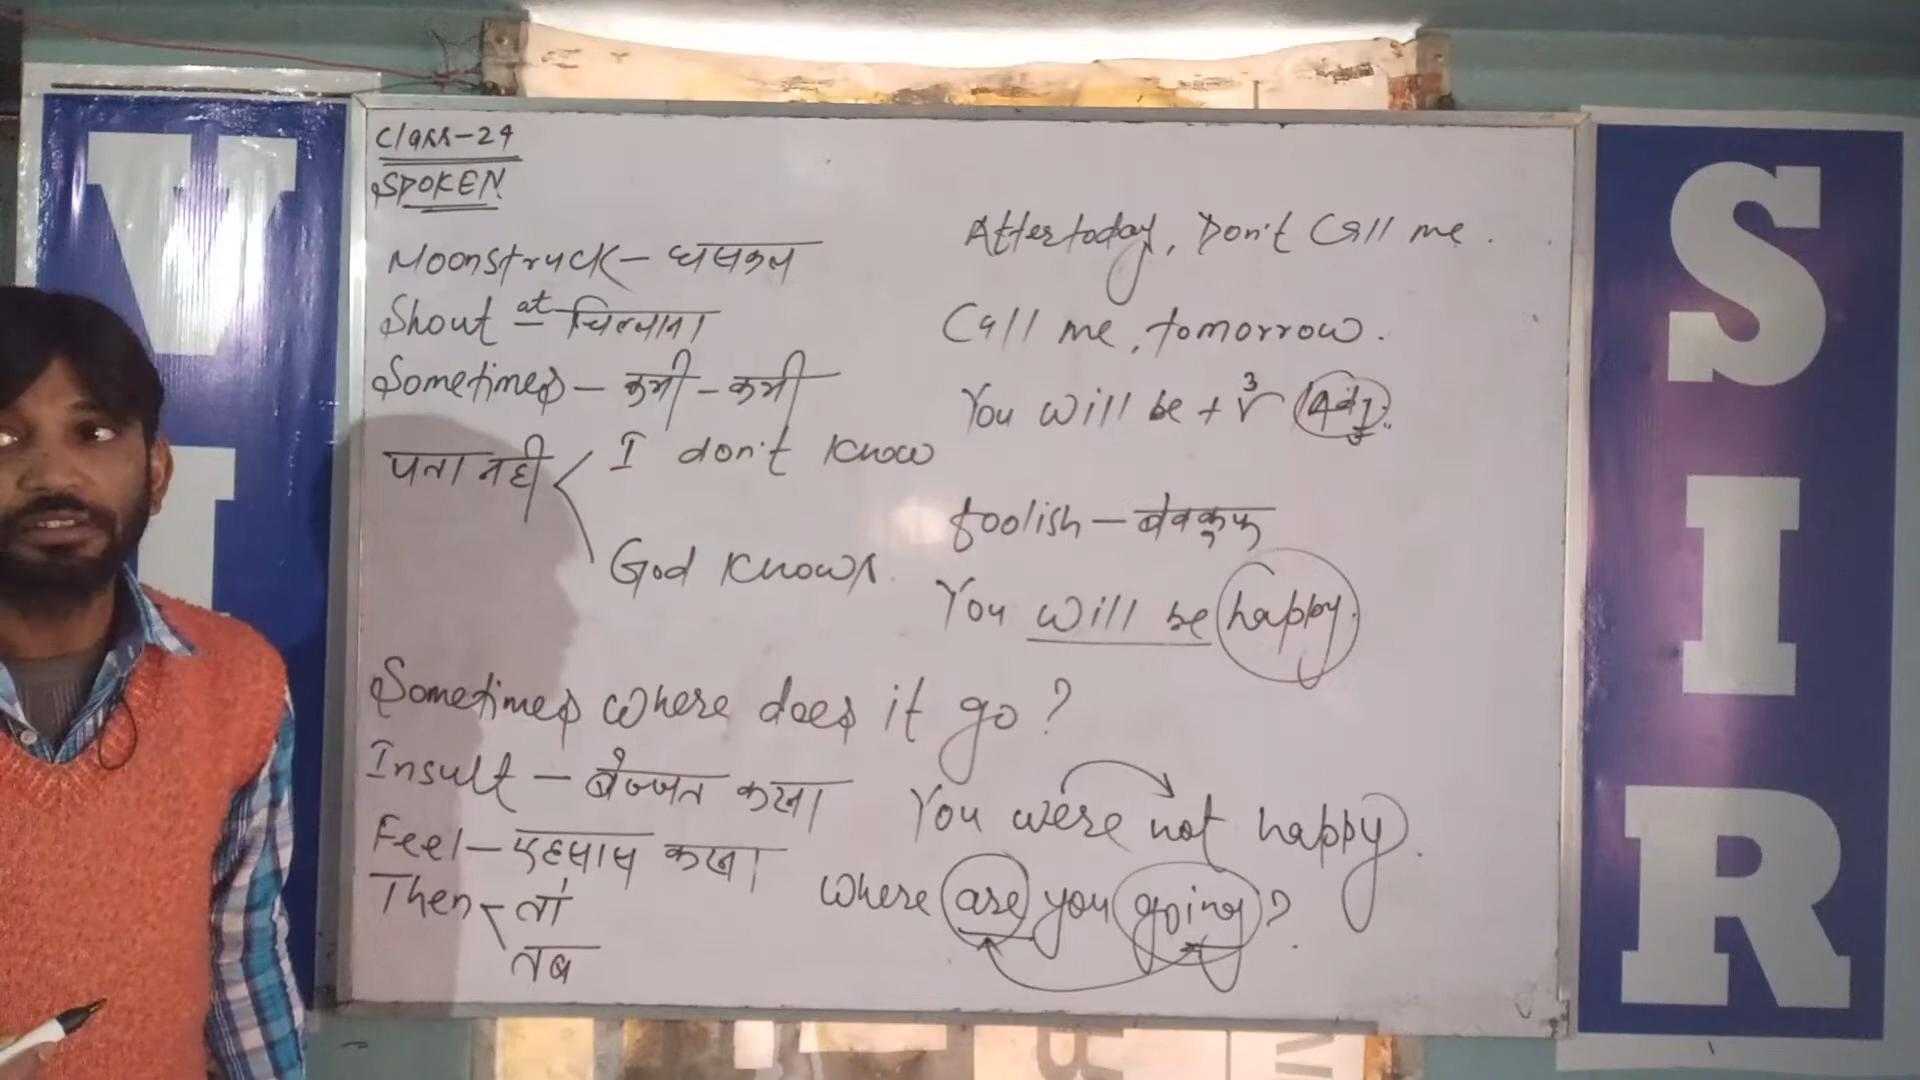 Class-24
SPOKEN
Moonstruck - घसकल
Shout at - चिल्लाना
Sometimes - कभी-कभी
पता नही
I don't know
God knows.
Sometimes where does it go?
Insult - बेज्जत करना
Feel - एहसास करना
Then - तो
तब
After today, Don't Call me.
Call me, tomorrow.
You will be + V3 Adj.
foolish - बेवकूफ
You will be happy.
You were not happy.
where are you going?
SIR